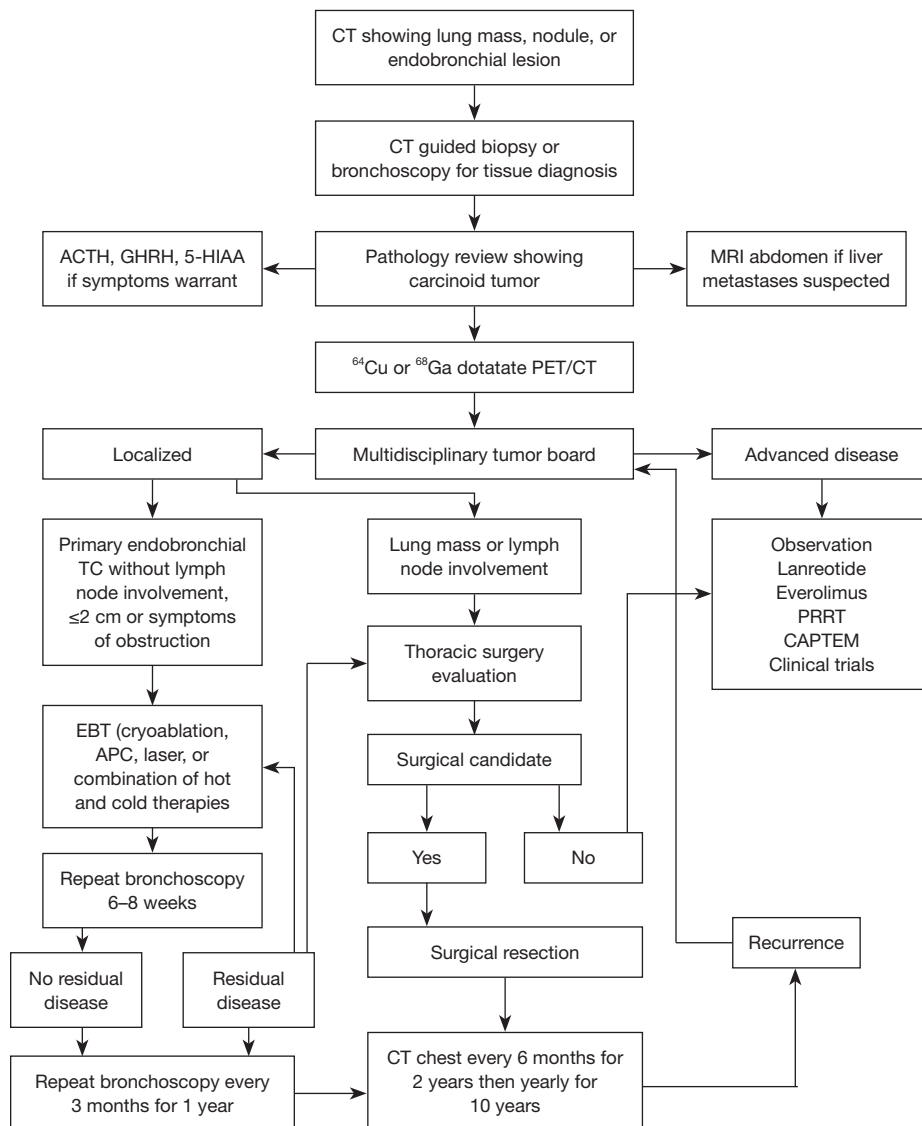 CT showing lung mass, nodule, or
endobronchial lesion
CT guided biopsy or
bronchoscopy for tissue diagnosis
ACTH, GHRH, 5-HIAA
if symptoms warrant
Pathology review showing
carcinoid tumor
MRI abdomen if liver
metastases suspected
⁶⁴Cu or ⁶⁸Ga dotatate PET/CT
Localized
Multidisciplinary tumor board
Advanced disease
Primary endobronchial
TC without lymph
node involvement,
≤2 cm or symptoms
of obstruction
Lung mass or lymph
node involvement
Observation
Lanreotide
Everolimus
PRRT
CAPTEM
Clinical trials
Thoracic surgery
evaluation
EBT (cryoablation,
APC, laser, or
combination of hot
and cold therapies
Surgical candidate
Yes
No
Repeat bronchoscopy
6–8 weeks
Surgical resection
Recurrence
No residual
disease
Residual
disease
Repeat bronchoscopy every
3 months for 1 year
CT chest every 6 months for
2 years then yearly for
10 years